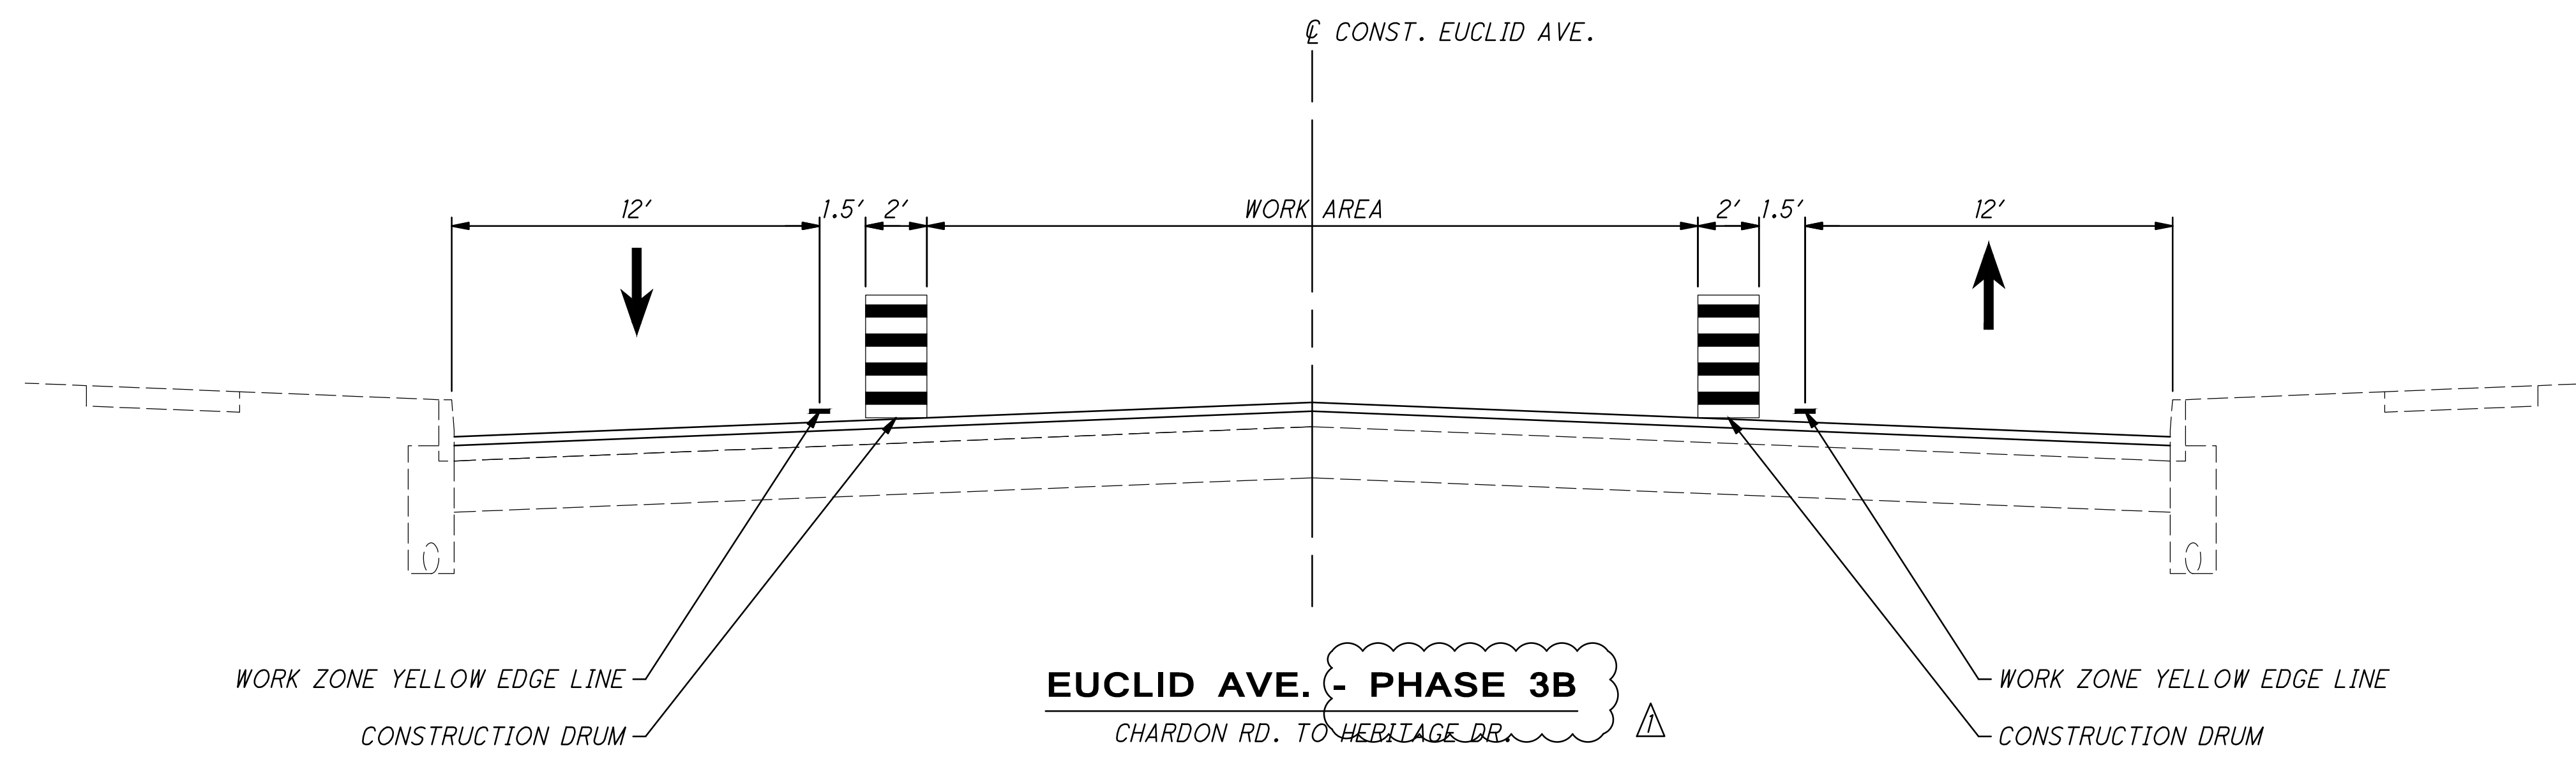 ℄ CONST. EUCLID AVE.
12' 1.5' 2' WORK AREA 2' 1.5' 12'
WORK ZONE YELLOW EDGE LINE
CONSTRUCTION DRUM
EUCLID AVE. - PHASE 3B
CHARDON RD. TO HERITAGE DR.
1
WORK ZONE YELLOW EDGE LINE
CONSTRUCTION DRUM